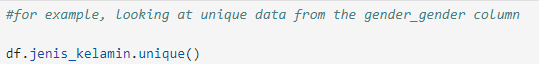 #for example, looking at unique data from the gender_gender column
df.jenis_kelamin.unique()